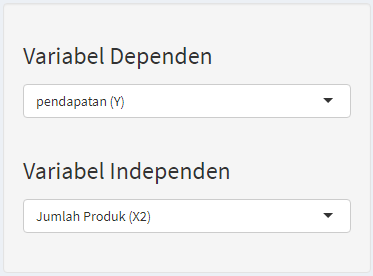 Variabel Dependen
pendapatan (Y)
Variabel Independen
Jumlah Produk (X2)